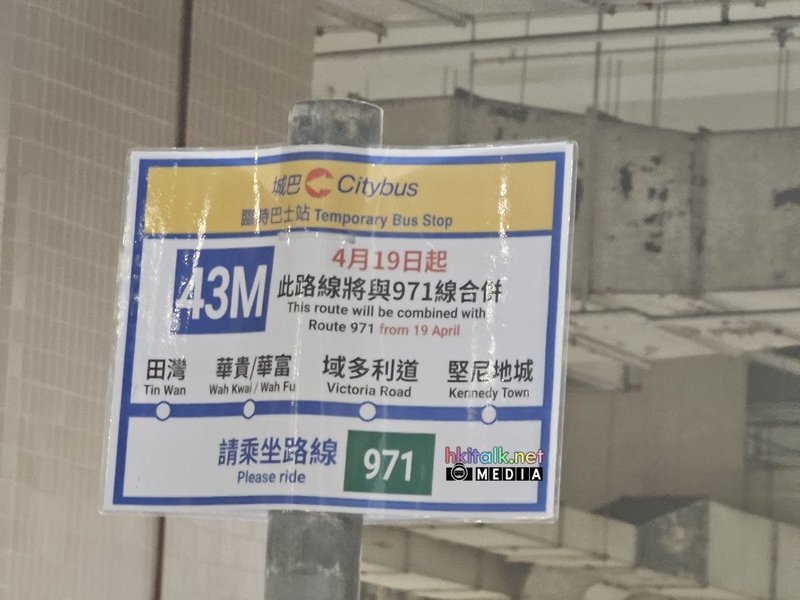 城巴 Citybus
臨時巴士站 Temporary Bus Stop
43M
4月19日起
此路線將與971線合併
This route will be combined with
Route 971 from 19 April
田灣 華貴/華富 域多利道 堅尼地城
Tin Wan Wah Kwai / Wah Fu Victoria Road Kennedy Town
請乘坐路線 971
Please ride
hkitalk.net
MEDIA